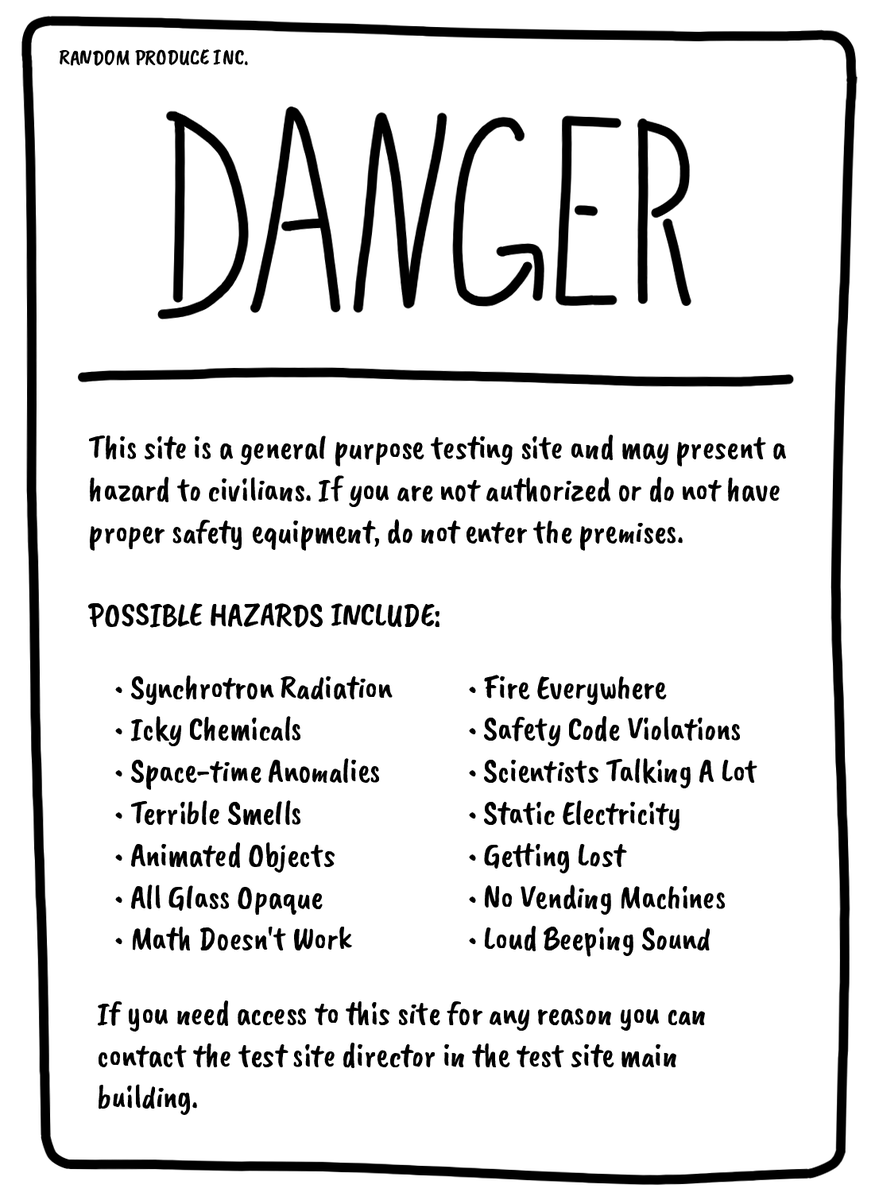 RANDOM PRODUCE INC.
DANGER
This site is a general purpose testing site and may present a
hazard to civilians. If you are not authorized or do not have
proper safety equipment, do not enter the premises.
POSSIBLE HAZARDS INCLUDE:
• Synchrotron Radiation
• Icky Chemicals
• Space-time Anomalies
• Terrible Smells
• Animated Objects
• All Glass Opaque
• Math Doesn't Work
• Fire Everywhere
• Safety Code Violations
• Scientists Talking A Lot
• Static Electricity
• Getting Lost
• No Vending Machines
• Loud Beeping Sound
If you need access to this site for any reason you can
contact the test site director in the test site main
building.